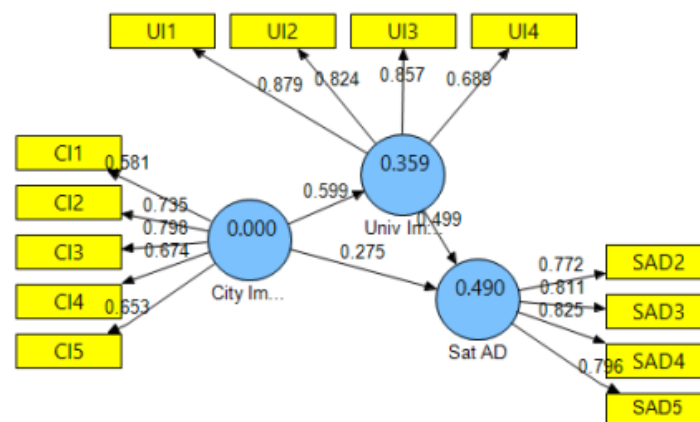 UI1 UI2 UI3 UI4
0.879 0.824 0.857 0.689
CI1
0.581
CI2
0.735
0.798
CI3
0.674
CI4
0.653
CI5
0.000
City Im...
0.599
0.359
Univ Im...
0.499
0.275
0.490
Sat AD
0.772
SAD2
0.811
SAD3
0.825
SAD4
0.796
SAD5